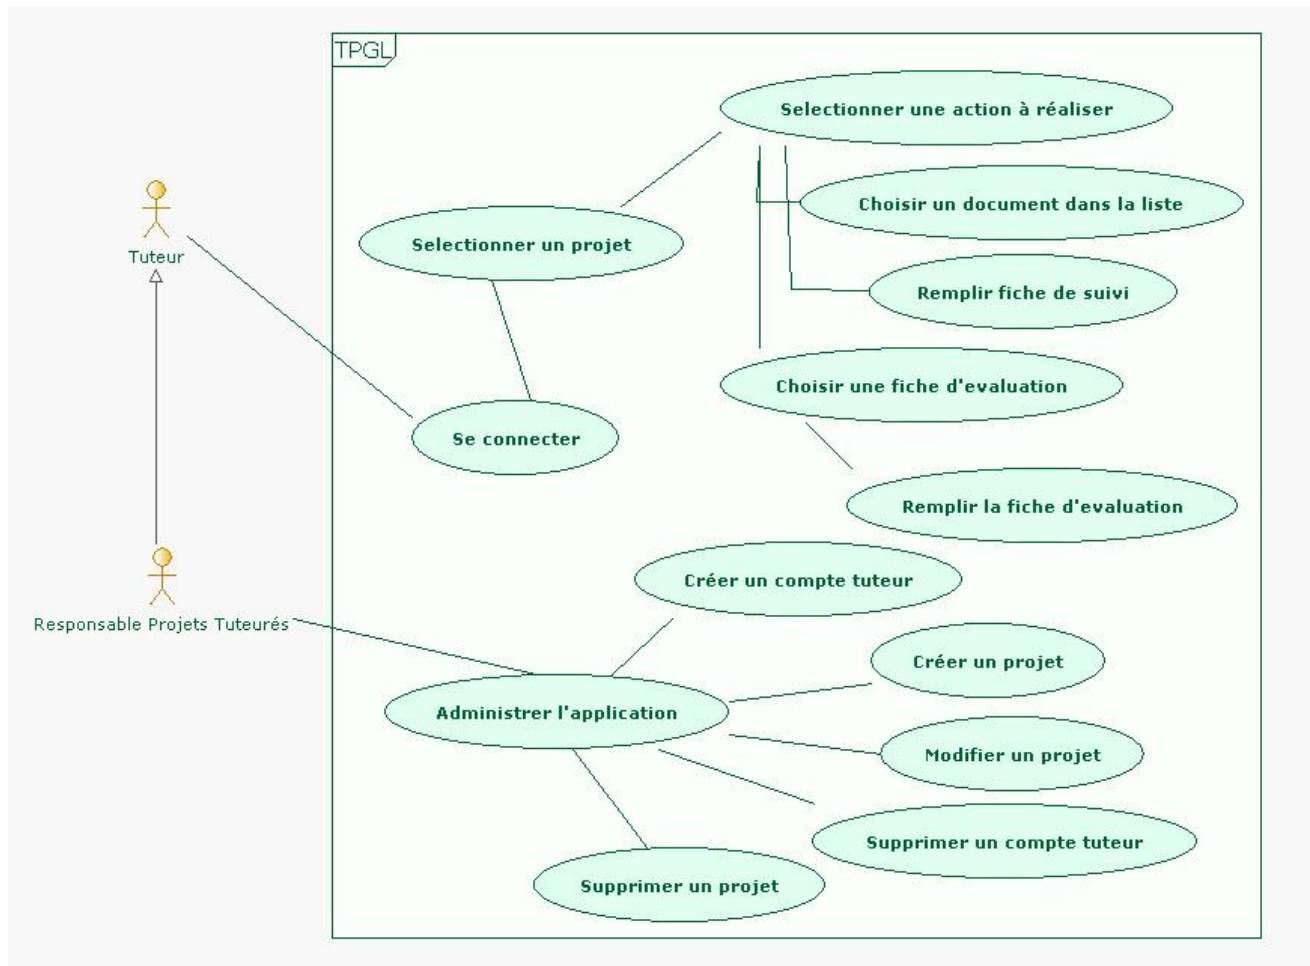 TPGL
Selectionner une action à réaliser
Choisir un document dans la liste
Selectionner un projet
Tuteur
Remplir fiche de suivi
Choisir une fiche d'evaluation
Se connecter
Remplir la fiche d'evaluation
Créer un compte tuteur
Responsable Projets Tuteurés
Créer un projet
Administrer l'application
Modifier un projet
Supprimer un compte tuteur
Supprimer un projet